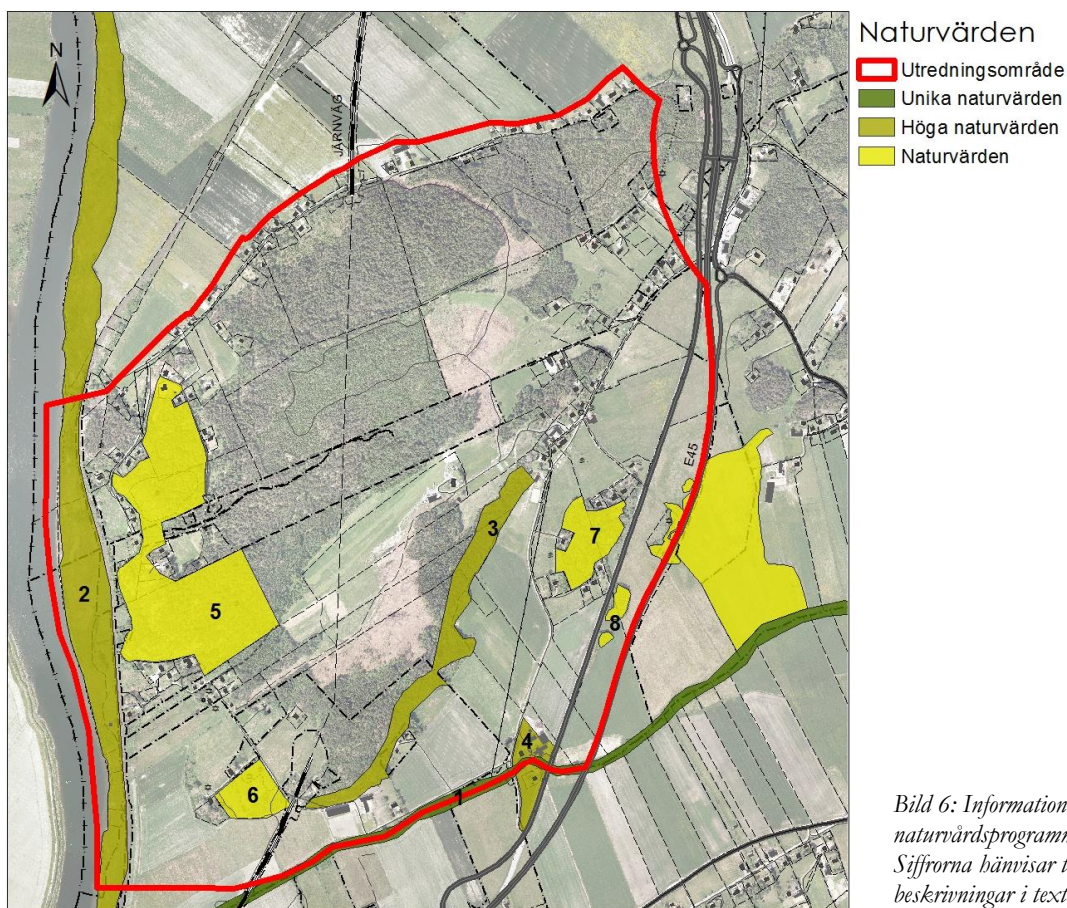 Naturvärden
Utredningsområde
Unika naturvärden
Höga naturvärden
Naturvärden
N
JÄRNVÄG
E45
3
7
2
5
8
4
1
6
Bild 6: Information
naturvårdsprogramm
Siffrorna hänvisar t
beskrivningar i text